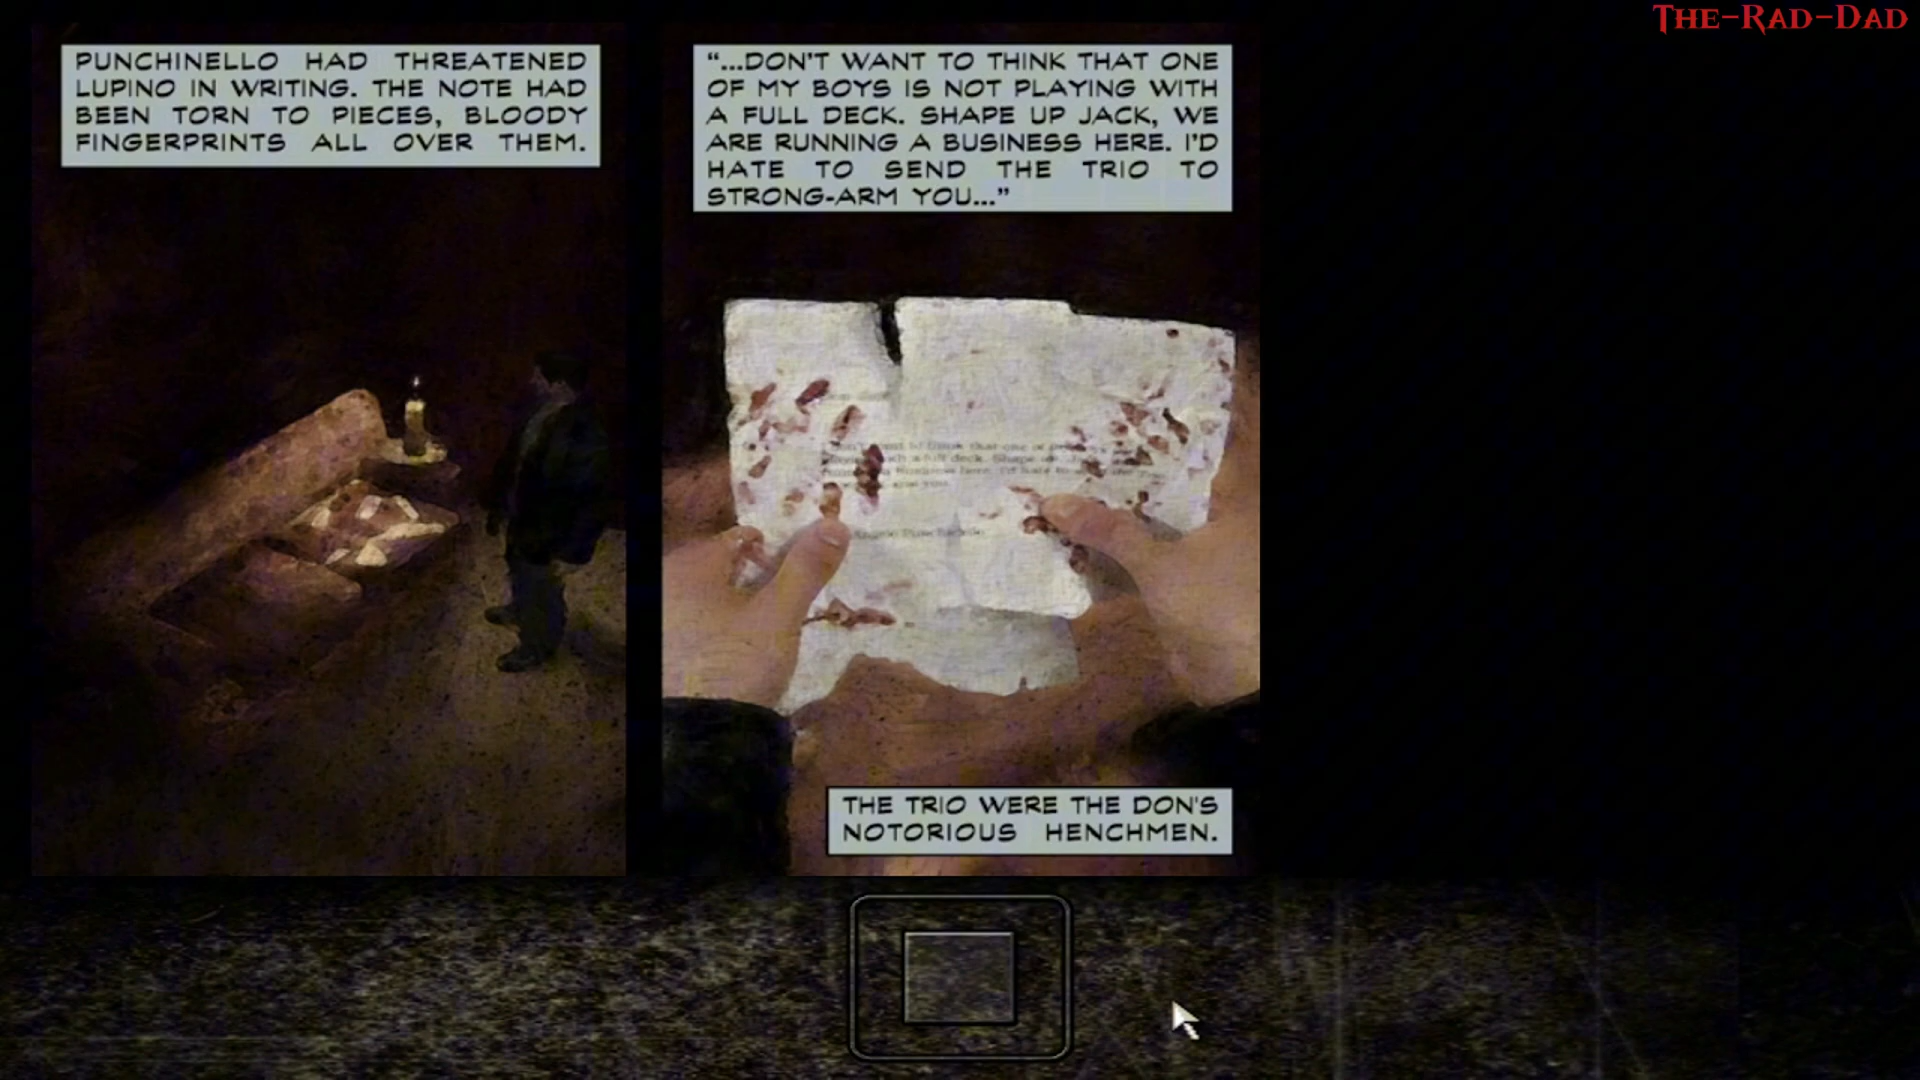 THE-RAD-DAD
PUNCHINELLO HAD THREATENED
LUPINO IN WRITING. THE NOTE HAD
BEEN TORN TO PIECES, BLOODY
FINGERPRINTS ALL OVER THEM.
“...DON'T WANT TO THINK THAT ONE
OF MY BOYS IS NOT PLAYING WITH
A FULL DECK. SHAPE UP JACK, WE
ARE RUNNING A BUSINESS HERE. I'D
HATE TO SEND THE TRIO TO
STRONG-ARM YOU...”
THE TRIO WERE THE DON'S
NOTORIOUS HENCHMEN.